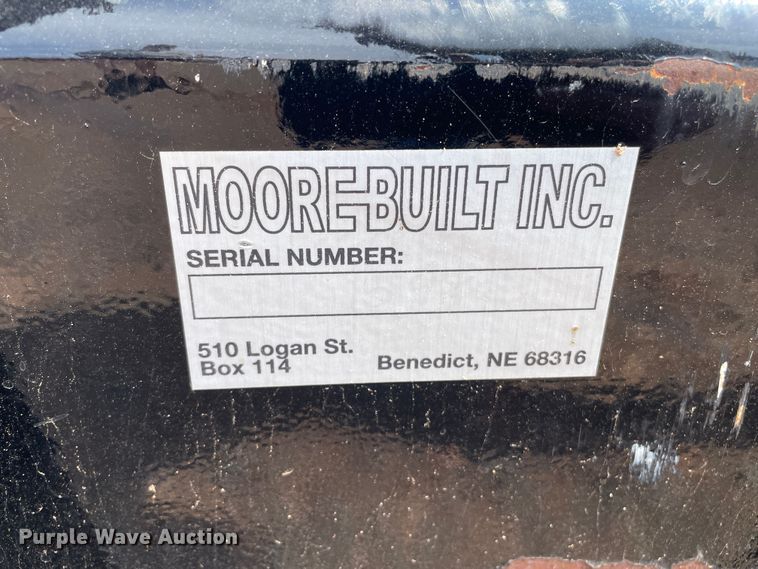 MOORE-BUILT INC.
SERIAL NUMBER:
510 Logan St.
Box 114
Benedict, NE 68316
Purple Wave Auction